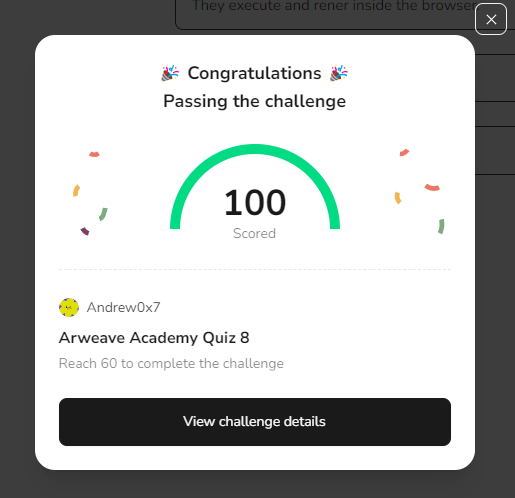 They execute and rener inside the browser
Congratulations
Passing the challenge
100
Scored
Andrew0x7
Arweave Academy Quiz 8
Reach 60 to complete the challenge
View challenge details